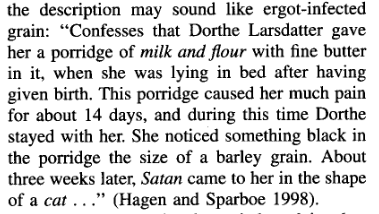 the description may sound like ergot-infected
grain: “Confesses that Dorthe Larsdatter gave
her a porridge of milk and flour with fine butter
in it, when she was lying in bed after having
given birth. This porridge caused her much pain
for about 14 days, and during this time Dorthe
stayed with her. She noticed something black in
the porridge the size of a barley grain. About
three weeks later, Satan came to her in the shape
of a cat . . .” (Hagen and Sparboe 1998).